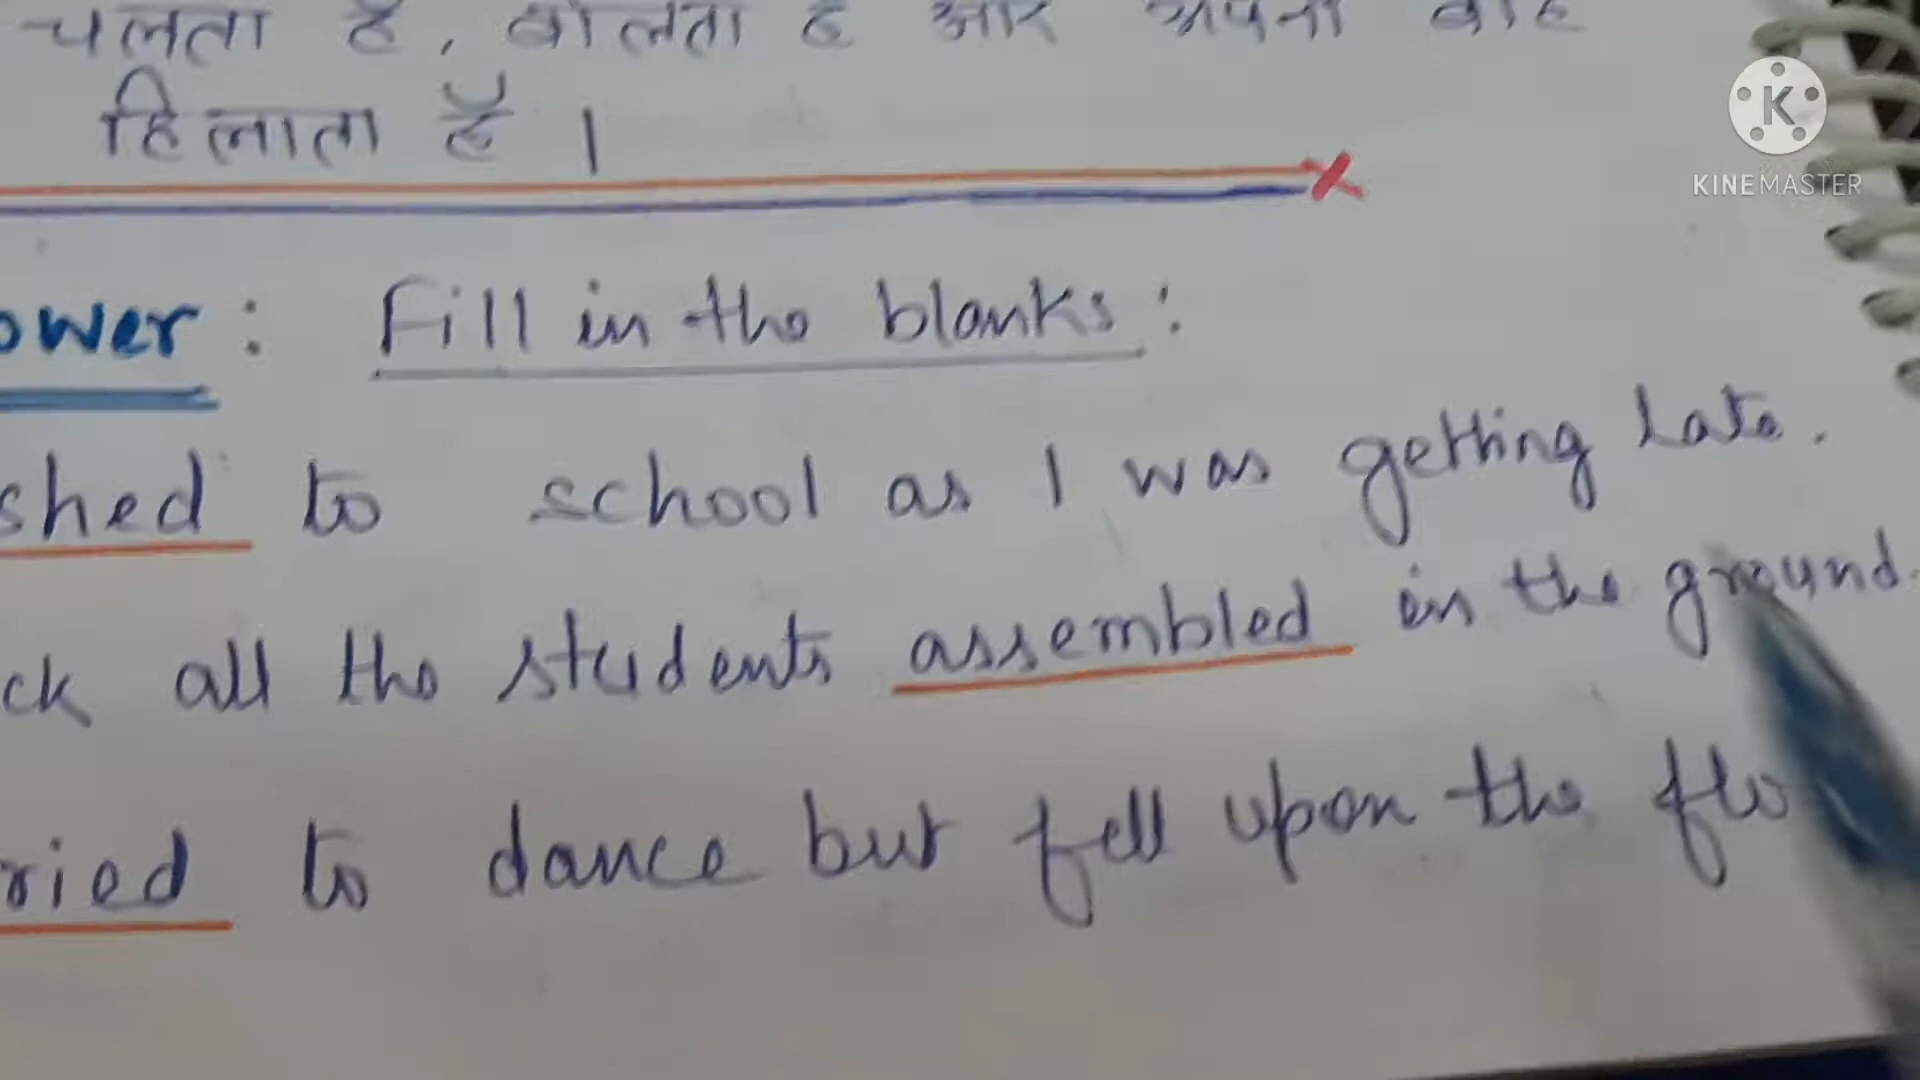 चलता है, बोलता है और अपनी बाहें
हिलाता है ।
K
KINEMASTER
ower : Fill in the blanks :
shed to school as I was getting late.
ck all the students assembled in the ground.
ried to dance but fell upon the flo